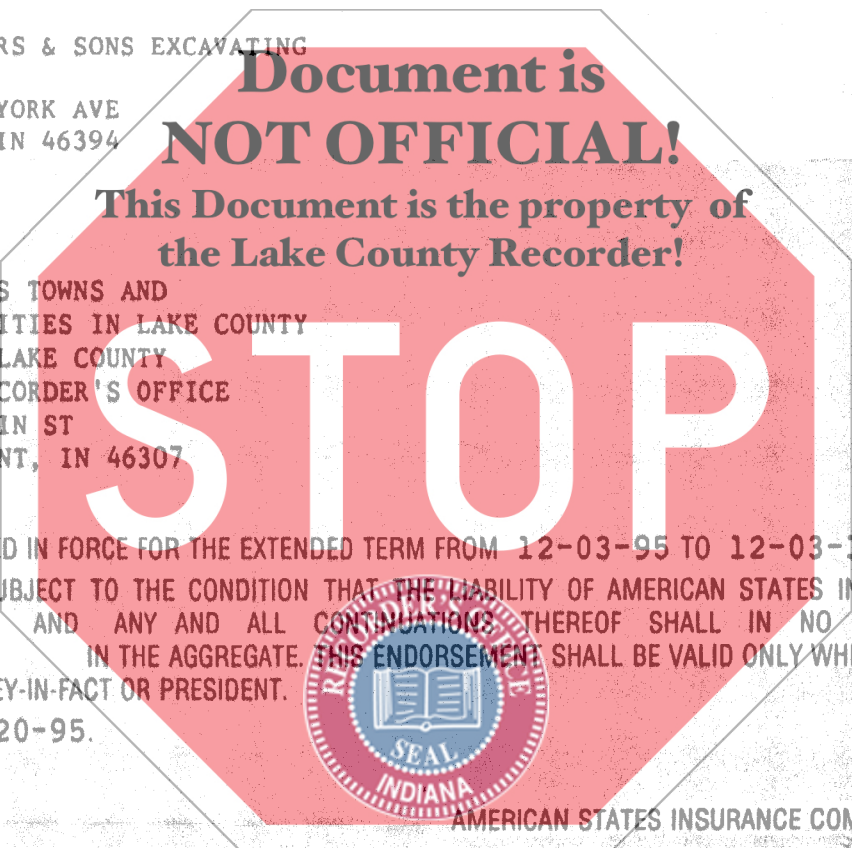 RS & SONS EXCAVATING
Document is
YORK AVE
NOT OFFICIAL!
IN 46394
This Document is the property of
the Lake County Recorder!
S TOWNS AND
ITIES IN LAKE COUNTY
LAKE COUNTY
CORDER'S OFFICE
IN ST
NT, IN 46307
STOP
D IN FORCE FOR THE EXTENDED TERM FROM 12-03-95 TO 12-03-
UBJECT TO THE CONDITION THAT THE LIABILITY OF AMERICAN STATES IN
AND ANY AND ALL CONTINUATIONS THEREOF SHALL IN NO
IN THE AGGREGATE. THIS ENDORSEMENT SHALL BE VALID ONLY WHE
EY-IN-FACT OR PRESIDENT.
20-95.
RECORDER'S OFFICE
SEAL
INDIANA
AMERICAN STATES INSURANCE COM